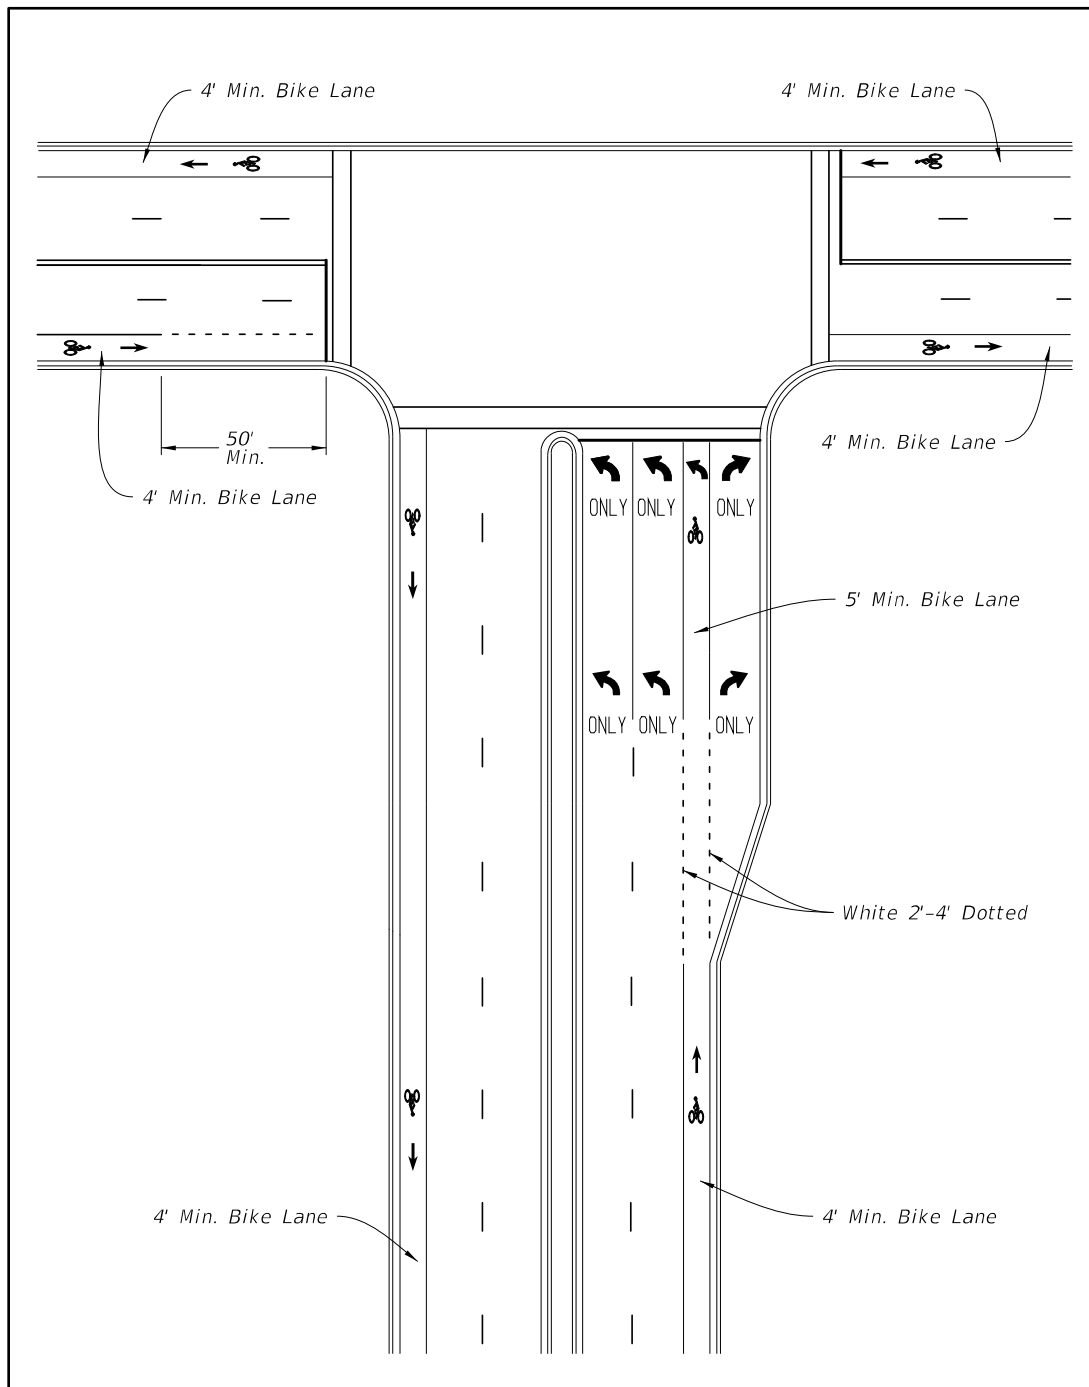 4' Min. Bike Lane
4' Min. Bike Lane
4' Min. Bike Lane
50'
Min.
4' Min. Bike Lane
ONLY ONLY ONLY
5' Min. Bike Lane
ONLY ONLY ONLY
White 2'-4' Dotted
4' Min. Bike Lane
4' Min. Bike Lane